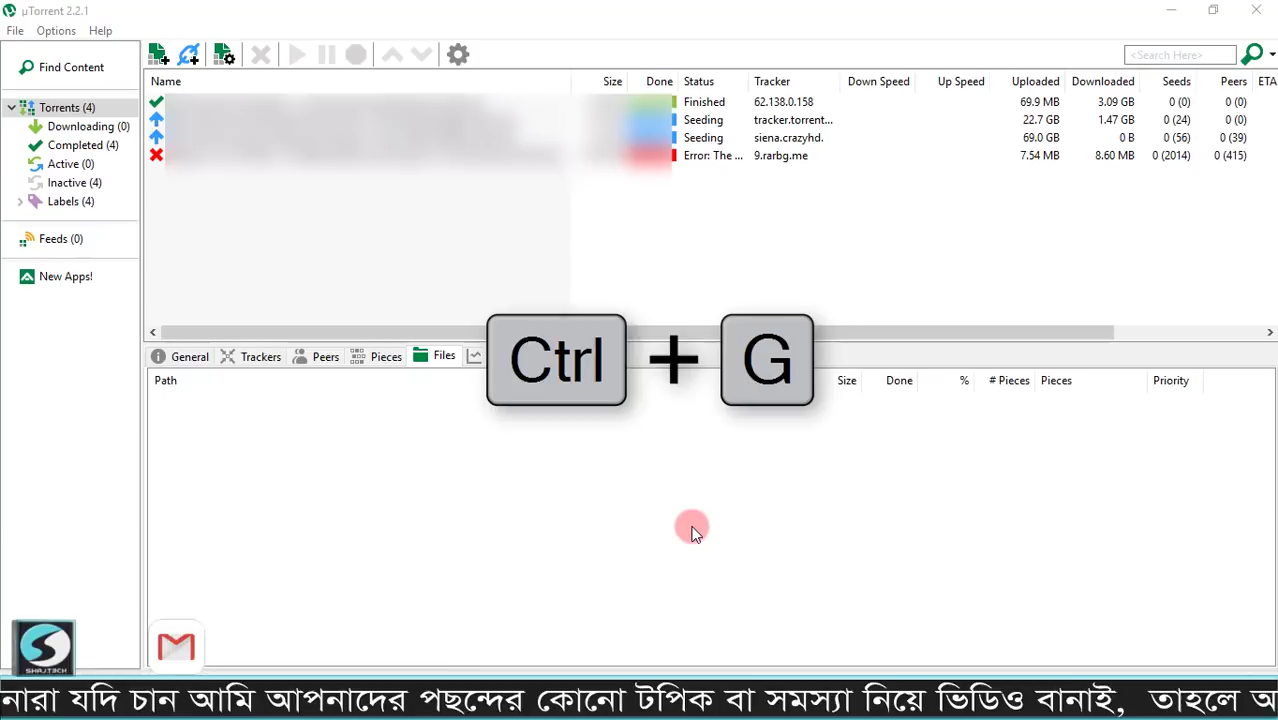 µTorrent 2.2.1
File Options Help
<Search Here>
Find Content
Torrents (4)
Downloading (0)
Completed (4)
Active (0)
Inactive (4)
Labels (4)
Feeds (0)
New Apps!
Name Size Done Status Tracker Down Speed Up Speed Uploaded Downloaded Seeds Peers ETA
Finished 62.138.0.158 69.9 MB 3.09 GB 0 (0) 0 (0)
Seeding tracker.torrent... 22.7 GB 1.47 GB 0 (24) 0 (0)
Seeding siena.crazyhd. 69.0 GB 0 B 0 (56) 0 (39)
Error: The ... 9.rarbg.me 7.54 MB 8.60 MB 0 (2014) 0 (415)
General Trackers Peers Pieces Files
Ctrl + G
Path Size Done % # Pieces Pieces Priority
SHAJTECH
নারা যদি চান আমি আপনাদের পছন্দের কোনো টপিক বা সমস্যা নিয়ে ভিডিও বানাই, তাহলে আ